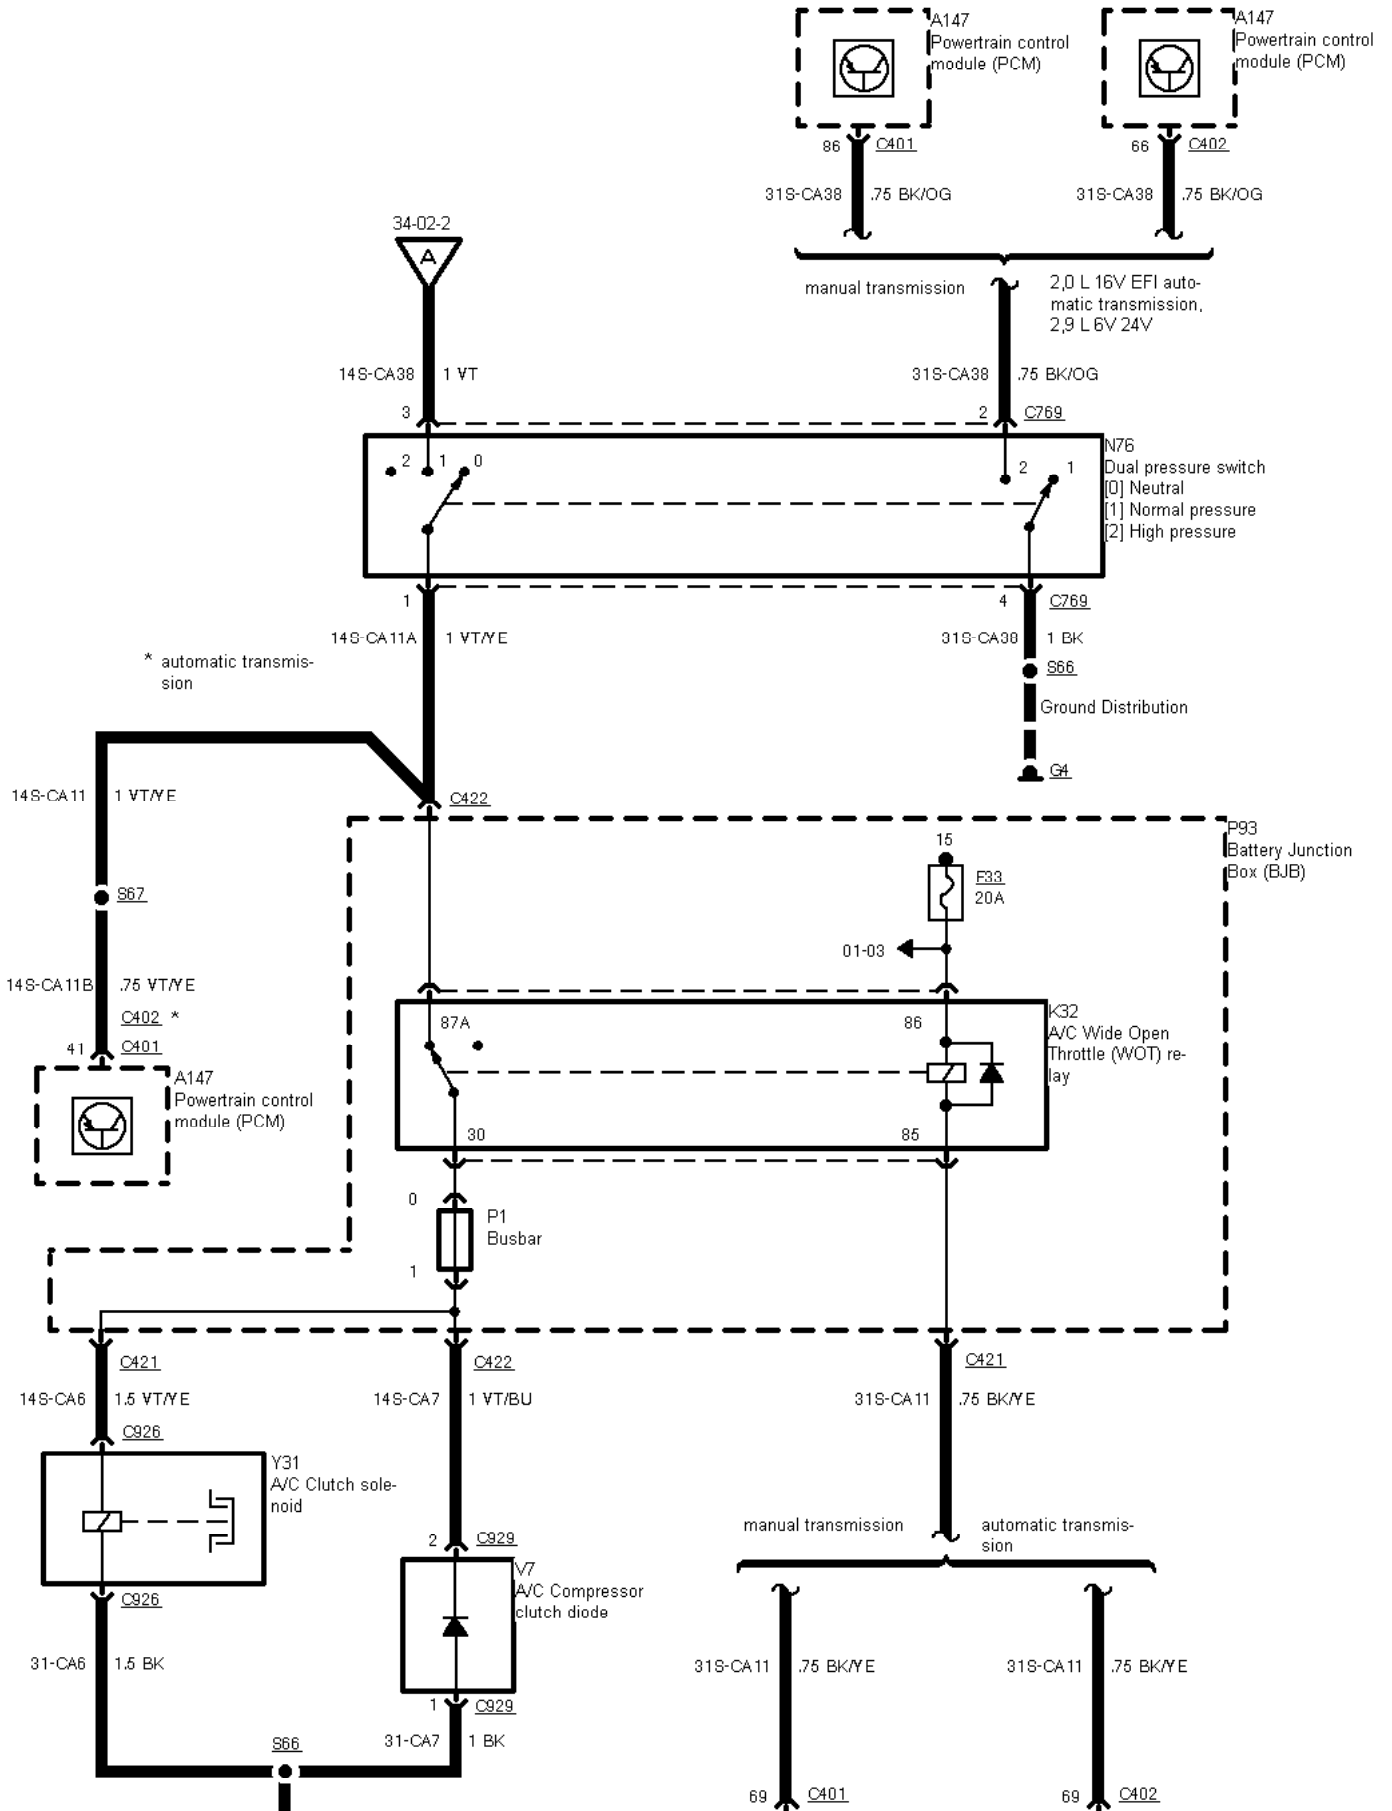 A147
Powertrain control
module (PCM)
A147
Powertrain control
module (PCM)
86 C401
66 C402
31S-CA38 .75 BK/OG
31S-CA38 .75 BK/OG
34-02-2
A
manual transmission
2,0 L 16V EFI auto-
matic transmission,
2,9 L 6V 24V
14S-CA38 1 VT
31S-CA38 .75 BK/OG
3
2 C769
N76
Dual pressure switch
[0] Neutral
[1] Normal pressure
[2] High pressure
2 1 0
2 1
1
4 C769
14S-CA11A 1 VT/YE
31S-CA30 1 BK
* automatic transmis-
sion
S66
Ground Distribution
G4
14S-CA11 1 VT/YE
C422
P93
Battery Junction
Box (BJB)
15
F33
20A
S67
01-03
14S-CA11B .75 VT/YE
C402 *
41 C401
A147
Powertrain control
module (PCM)
87A
86
K32
A/C Wide Open
Throttle (WOT) re-
lay
30
85
0
P1
Busbar
1
C421
C422
C421
14S-CA6 1.5 VT/YE
14S-CA7 1 VT/BU
31S-CA11 .75 BK/YE
C926
Y31
A/C Clutch sole-
noid
manual transmission
automatic transmis-
sion
2 C929
V7
A/C Compressor
clutch diode
C926
31-CA6 1.5 BK
31S-CA11 .75 BK/YE
31S-CA11 .75 BK/YE
1 C929
31-CA7 1 BK
S66
69 C401
69 C402